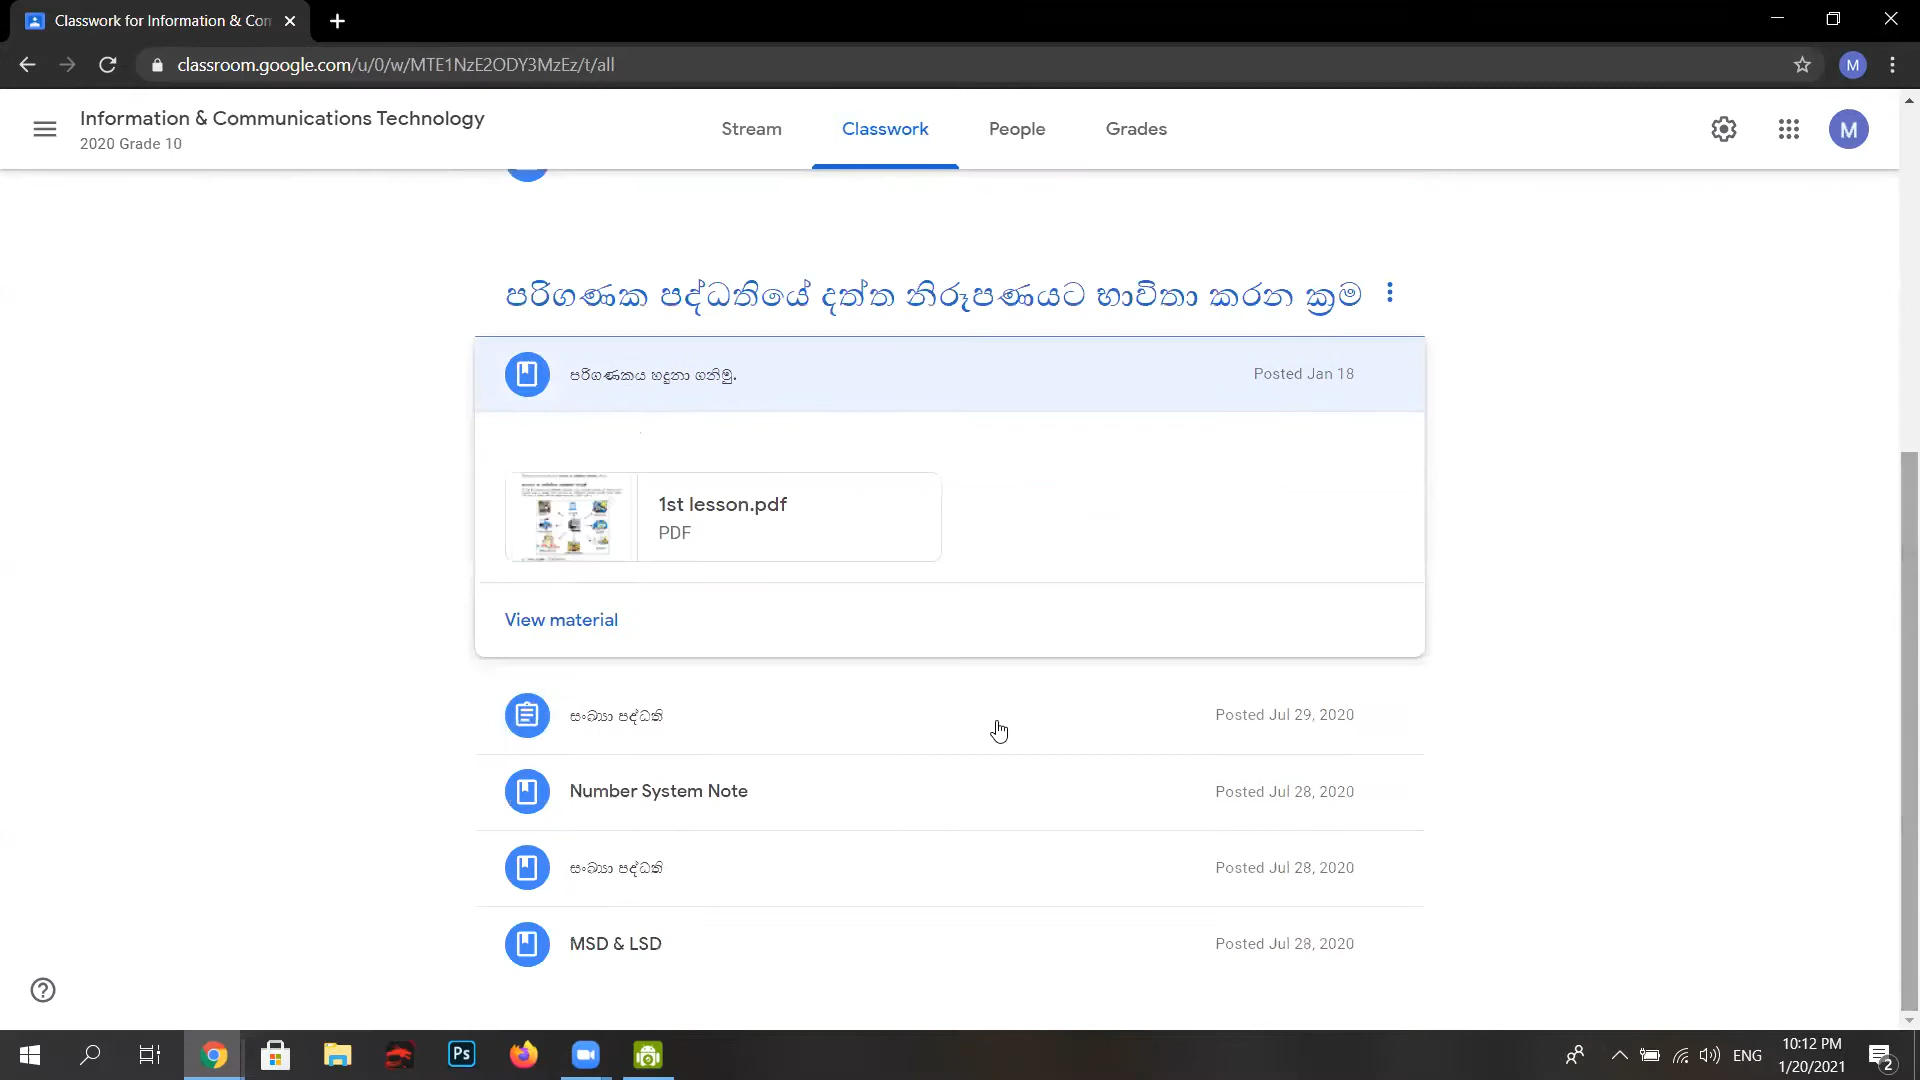 Classwork for Information & Con
classroom.google.com/u/0/w/MTE1NzE2ODY3MzEz/t/all
Information & Communications Technology
2020 Grade 10
Stream
Classwork
People
Grades
M
M
පරිගණක පද්ධතියේ දත්ත නිරූපණයට භාවිතා කරන ක්‍රම
පරිගණකය හඳුනා ගනිමු.
Posted Jan 18
1st lesson.pdf
PDF
View material
සංඛ්‍යා පද්ධති
Posted Jul 29, 2020
Number System Note
Posted Jul 28, 2020
සංඛ්‍යා පද්ධති
Posted Jul 28, 2020
MSD & LSD
Posted Jul 28, 2020
Ps
ENG
10:12 PM
1/20/2021
2